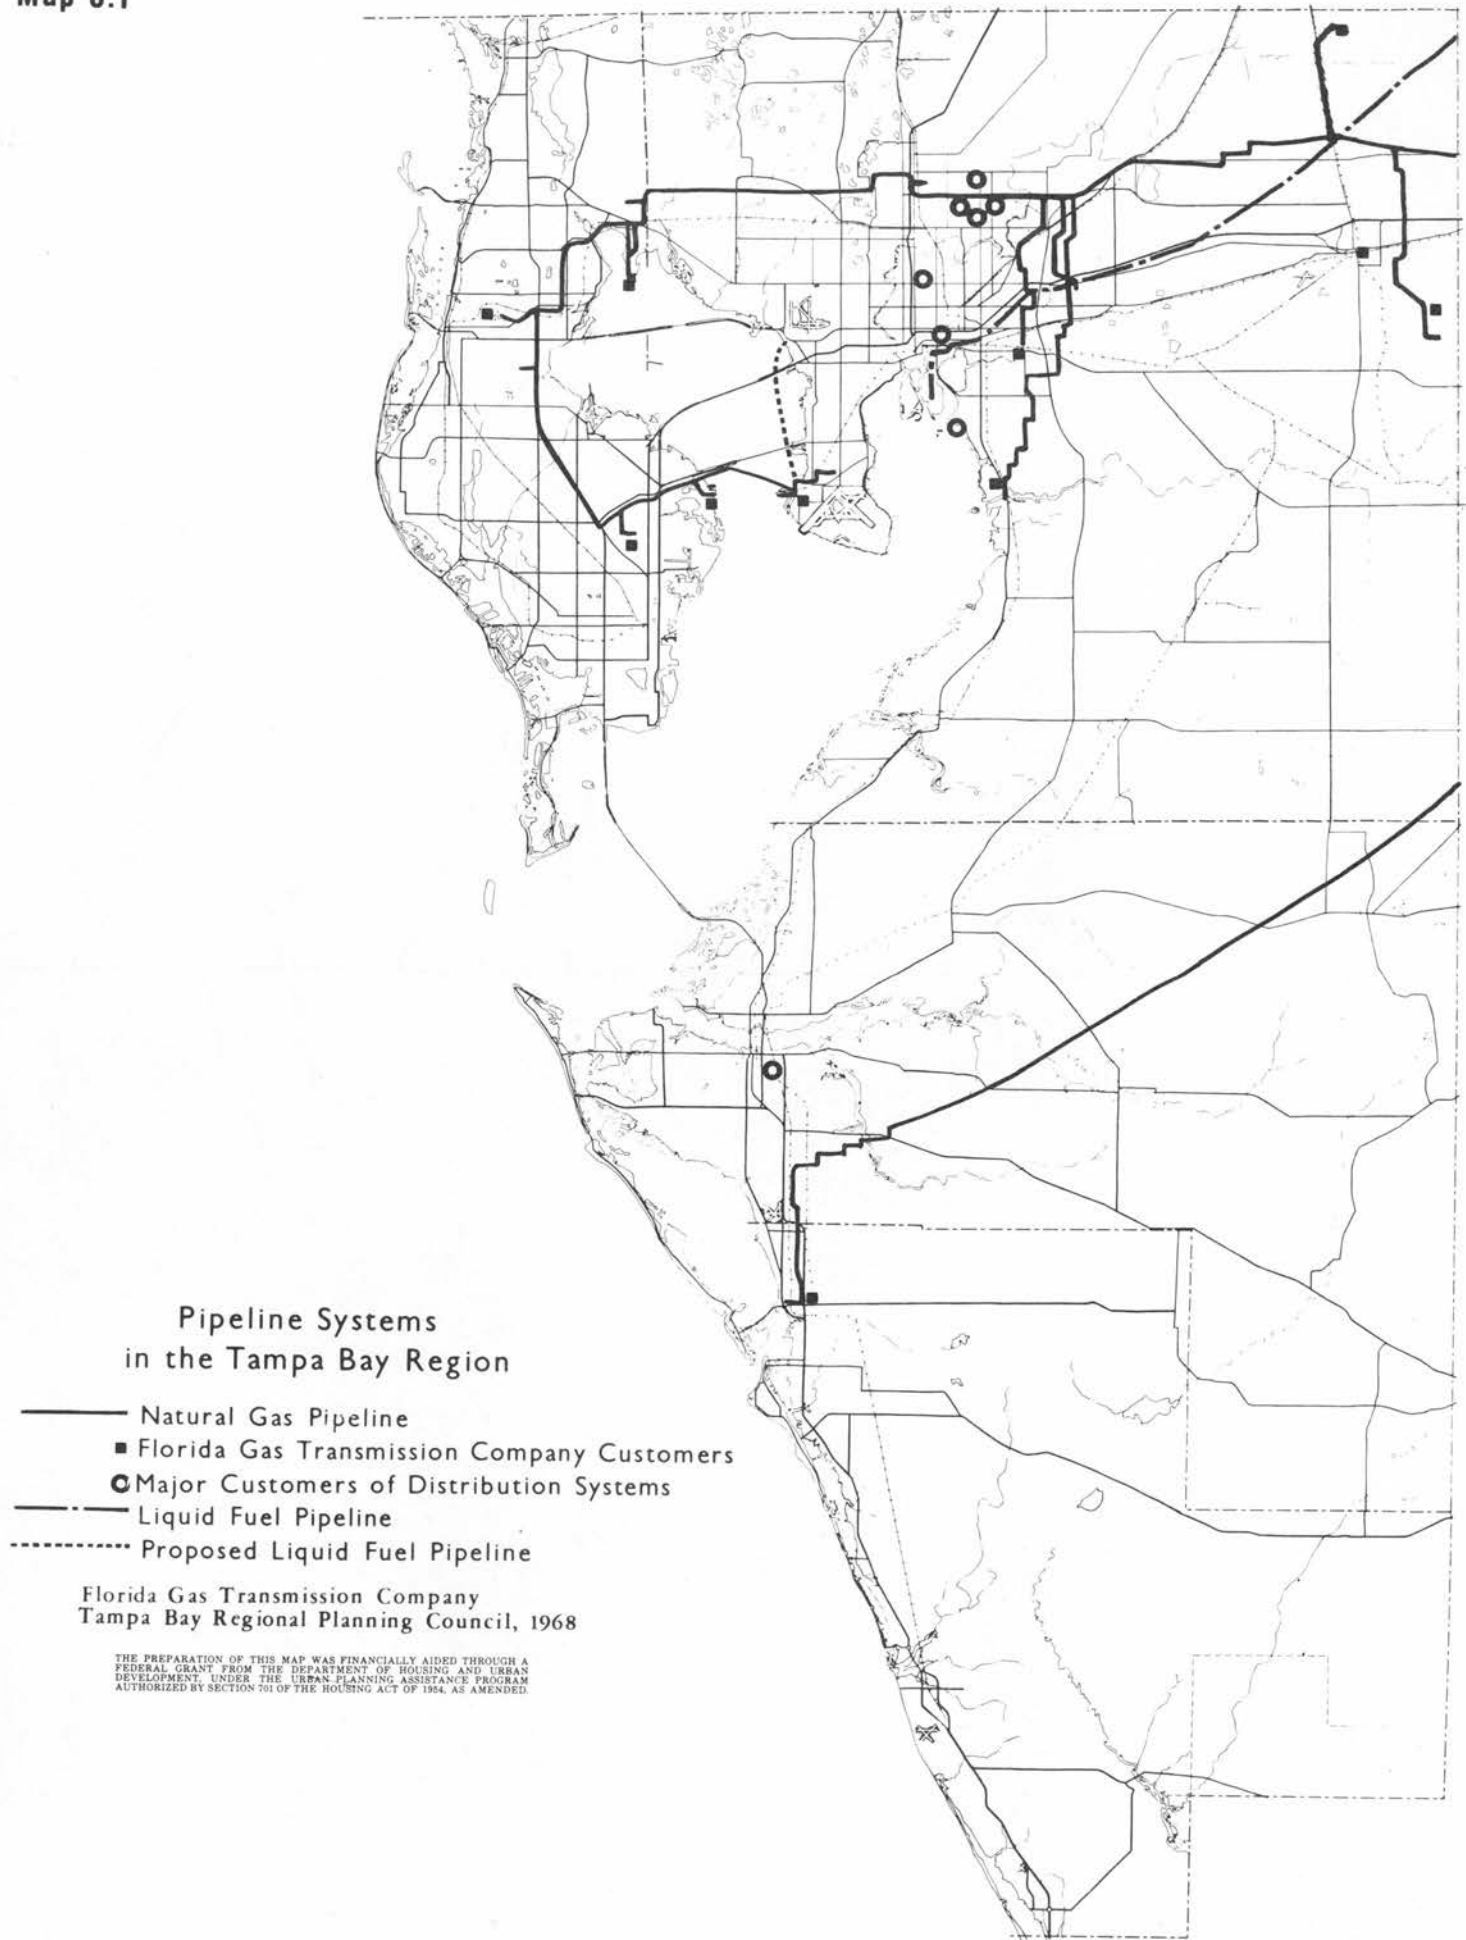 Pipeline Systems
in the Tampa Bay Region
Natural Gas Pipeline
Florida Gas Transmission Company Customers
Major Customers of Distribution Systems
Liquid Fuel Pipeline
Proposed Liquid Fuel Pipeline
Florida Gas Transmission Company
Tampa Bay Regional Planning Council, 1968
THE PREPARATION OF THIS MAP WAS FINANCIALLY AIDED THROUGH A
FEDERAL GRANT FROM THE DEPARTMENT OF HOUSING AND URBAN
DEVELOPMENT, UNDER THE URBAN PLANNING ASSISTANCE PROGRAM
AUTHORIZED BY SECTION 701 OF THE HOUSING ACT OF 1954, AS AMENDED.